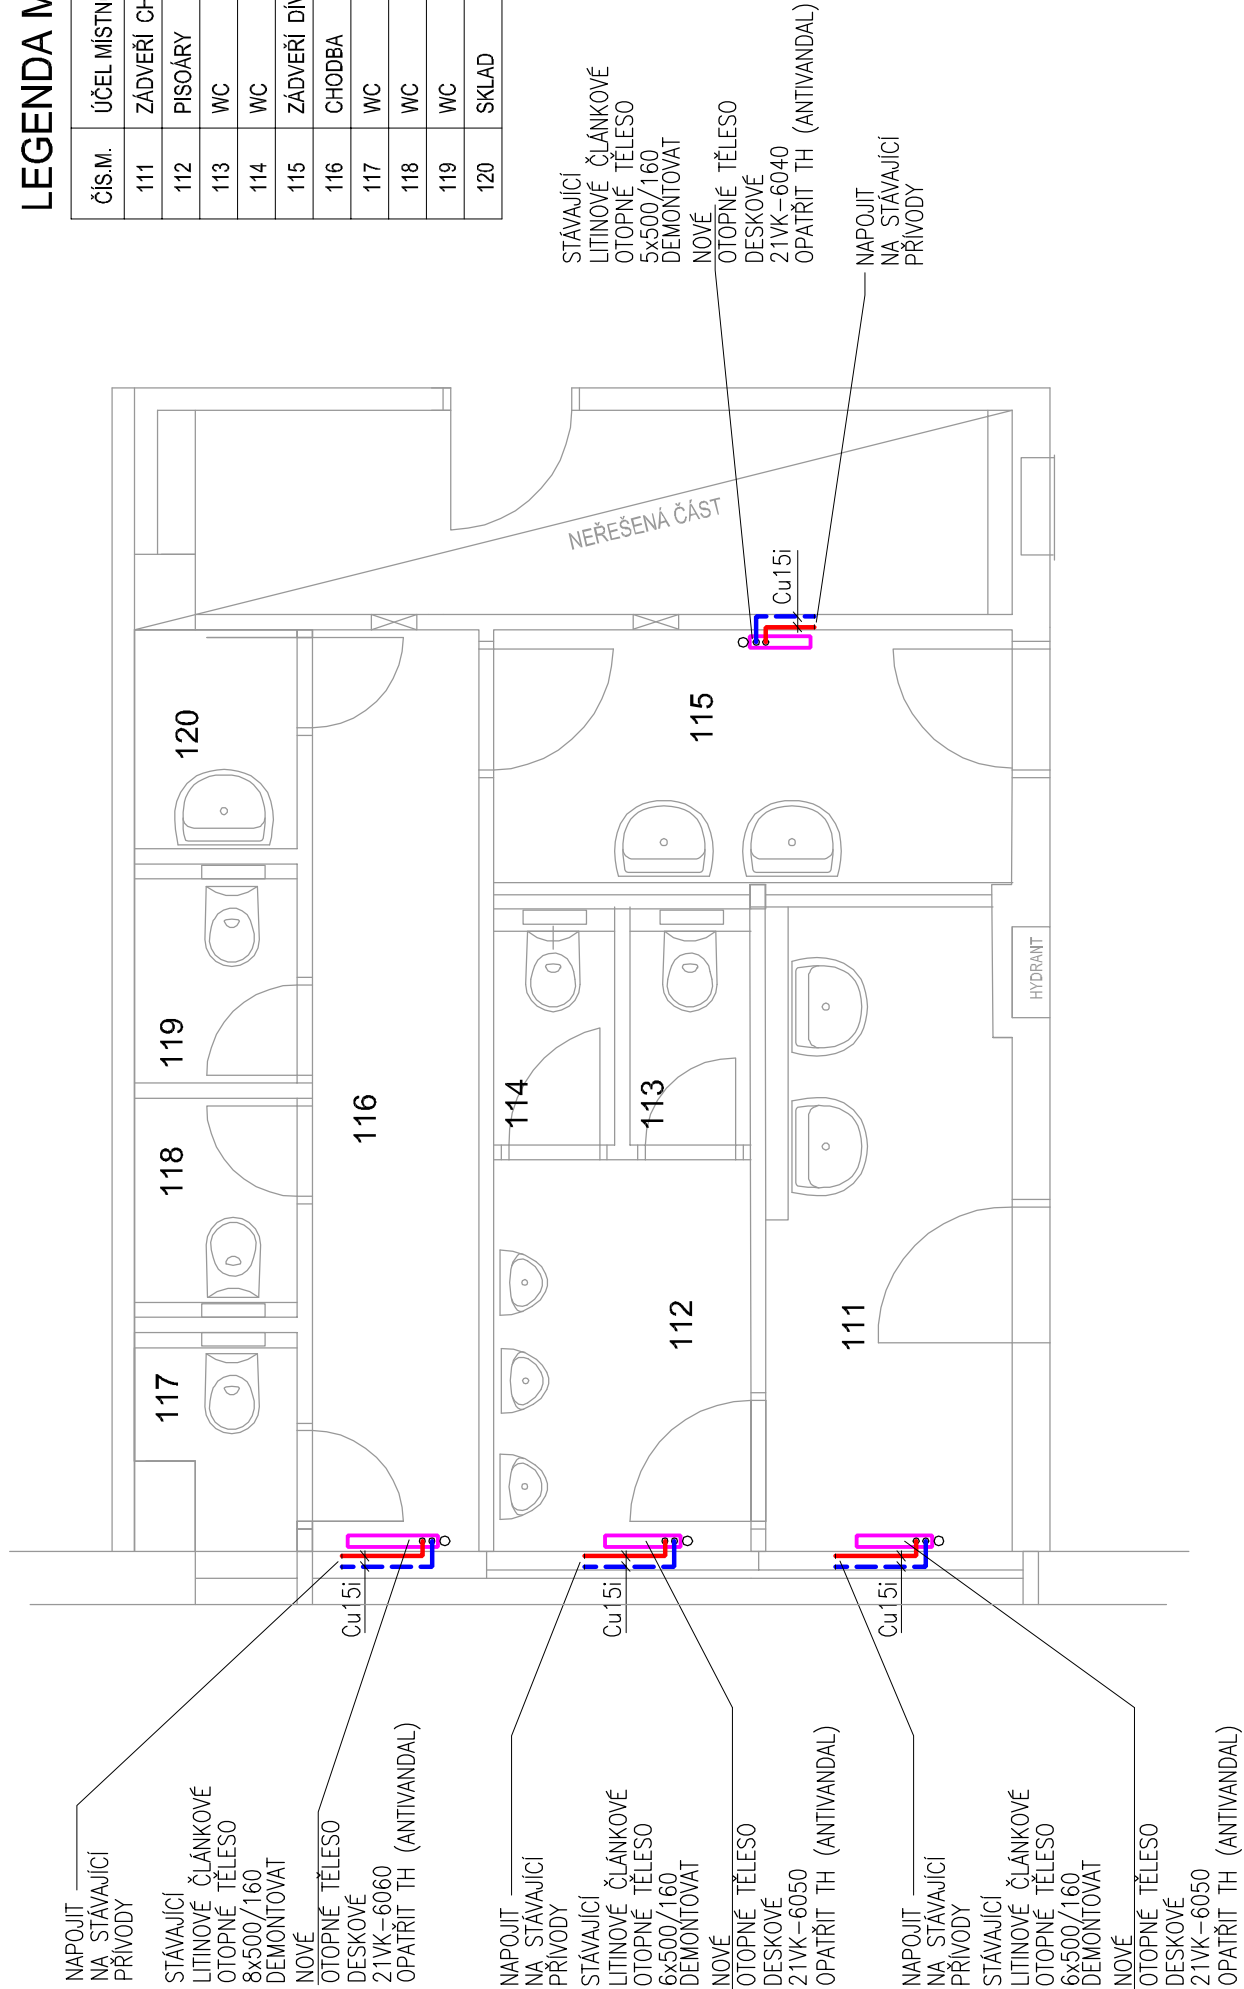 LEGENDA M
ČÍS.M. ÚČEL MÍSTN
111 ZÁDVEŘÍ CH
112 PISOÁRY
113 WC
114 WC
115 ZÁDVEŘÍ DÍV
116 CHODBA
117 WC
118 WC
119 WC
120 SKLAD
STÁVAJÍCÍ
LITINOVÉ ČLÁNKOVÉ
OTOPNÉ TĚLESO
5x500/160
DEMONTOVAT
NOVÉ
OTOPNÉ TĚLESO
DESKOVÉ
21VK-6040
OPATŘIT TH (ANTIVANDAL)
NAPOJIT
NA STÁVAJÍCÍ
PŘÍVODY
NEŘEŠENÁ ČÁST
Cu15i
120
115
119
118
117
116
114
113
112
111
HYDRANT
Cu15i
Cu15i
Cu15i
NAPOJIT
NA STÁVAJÍCÍ
PŘÍVODY
STÁVAJÍCÍ
LITINOVÉ ČLÁNKOVÉ
OTOPNÉ TĚLESO
8x500/160
DEMONTOVAT
NOVÉ
OTOPNÉ TĚLESO
DESKOVÉ
21VK-6060
OPATŘIT TH (ANTIVANDAL)
NAPOJIT
NA STÁVAJÍCÍ
PŘÍVODY
STÁVAJÍCÍ
LITINOVÉ ČLÁNKOVÉ
OTOPNÉ TĚLESO
6x500/160
DEMONTOVAT
NOVÉ
OTOPNÉ TĚLESO
DESKOVÉ
21VK-6050
OPATŘIT TH (ANTIVANDAL)
NAPOJIT
NA STÁVAJÍCÍ
PŘÍVODY
STÁVAJÍCÍ
LITINOVÉ ČLÁNKOVÉ
OTOPNÉ TĚLESO
6x500/160
DEMONTOVAT
NOVÉ
OTOPNÉ TĚLESO
DESKOVÉ
21VK-6050
OPATŘIT TH (ANTIVANDAL)